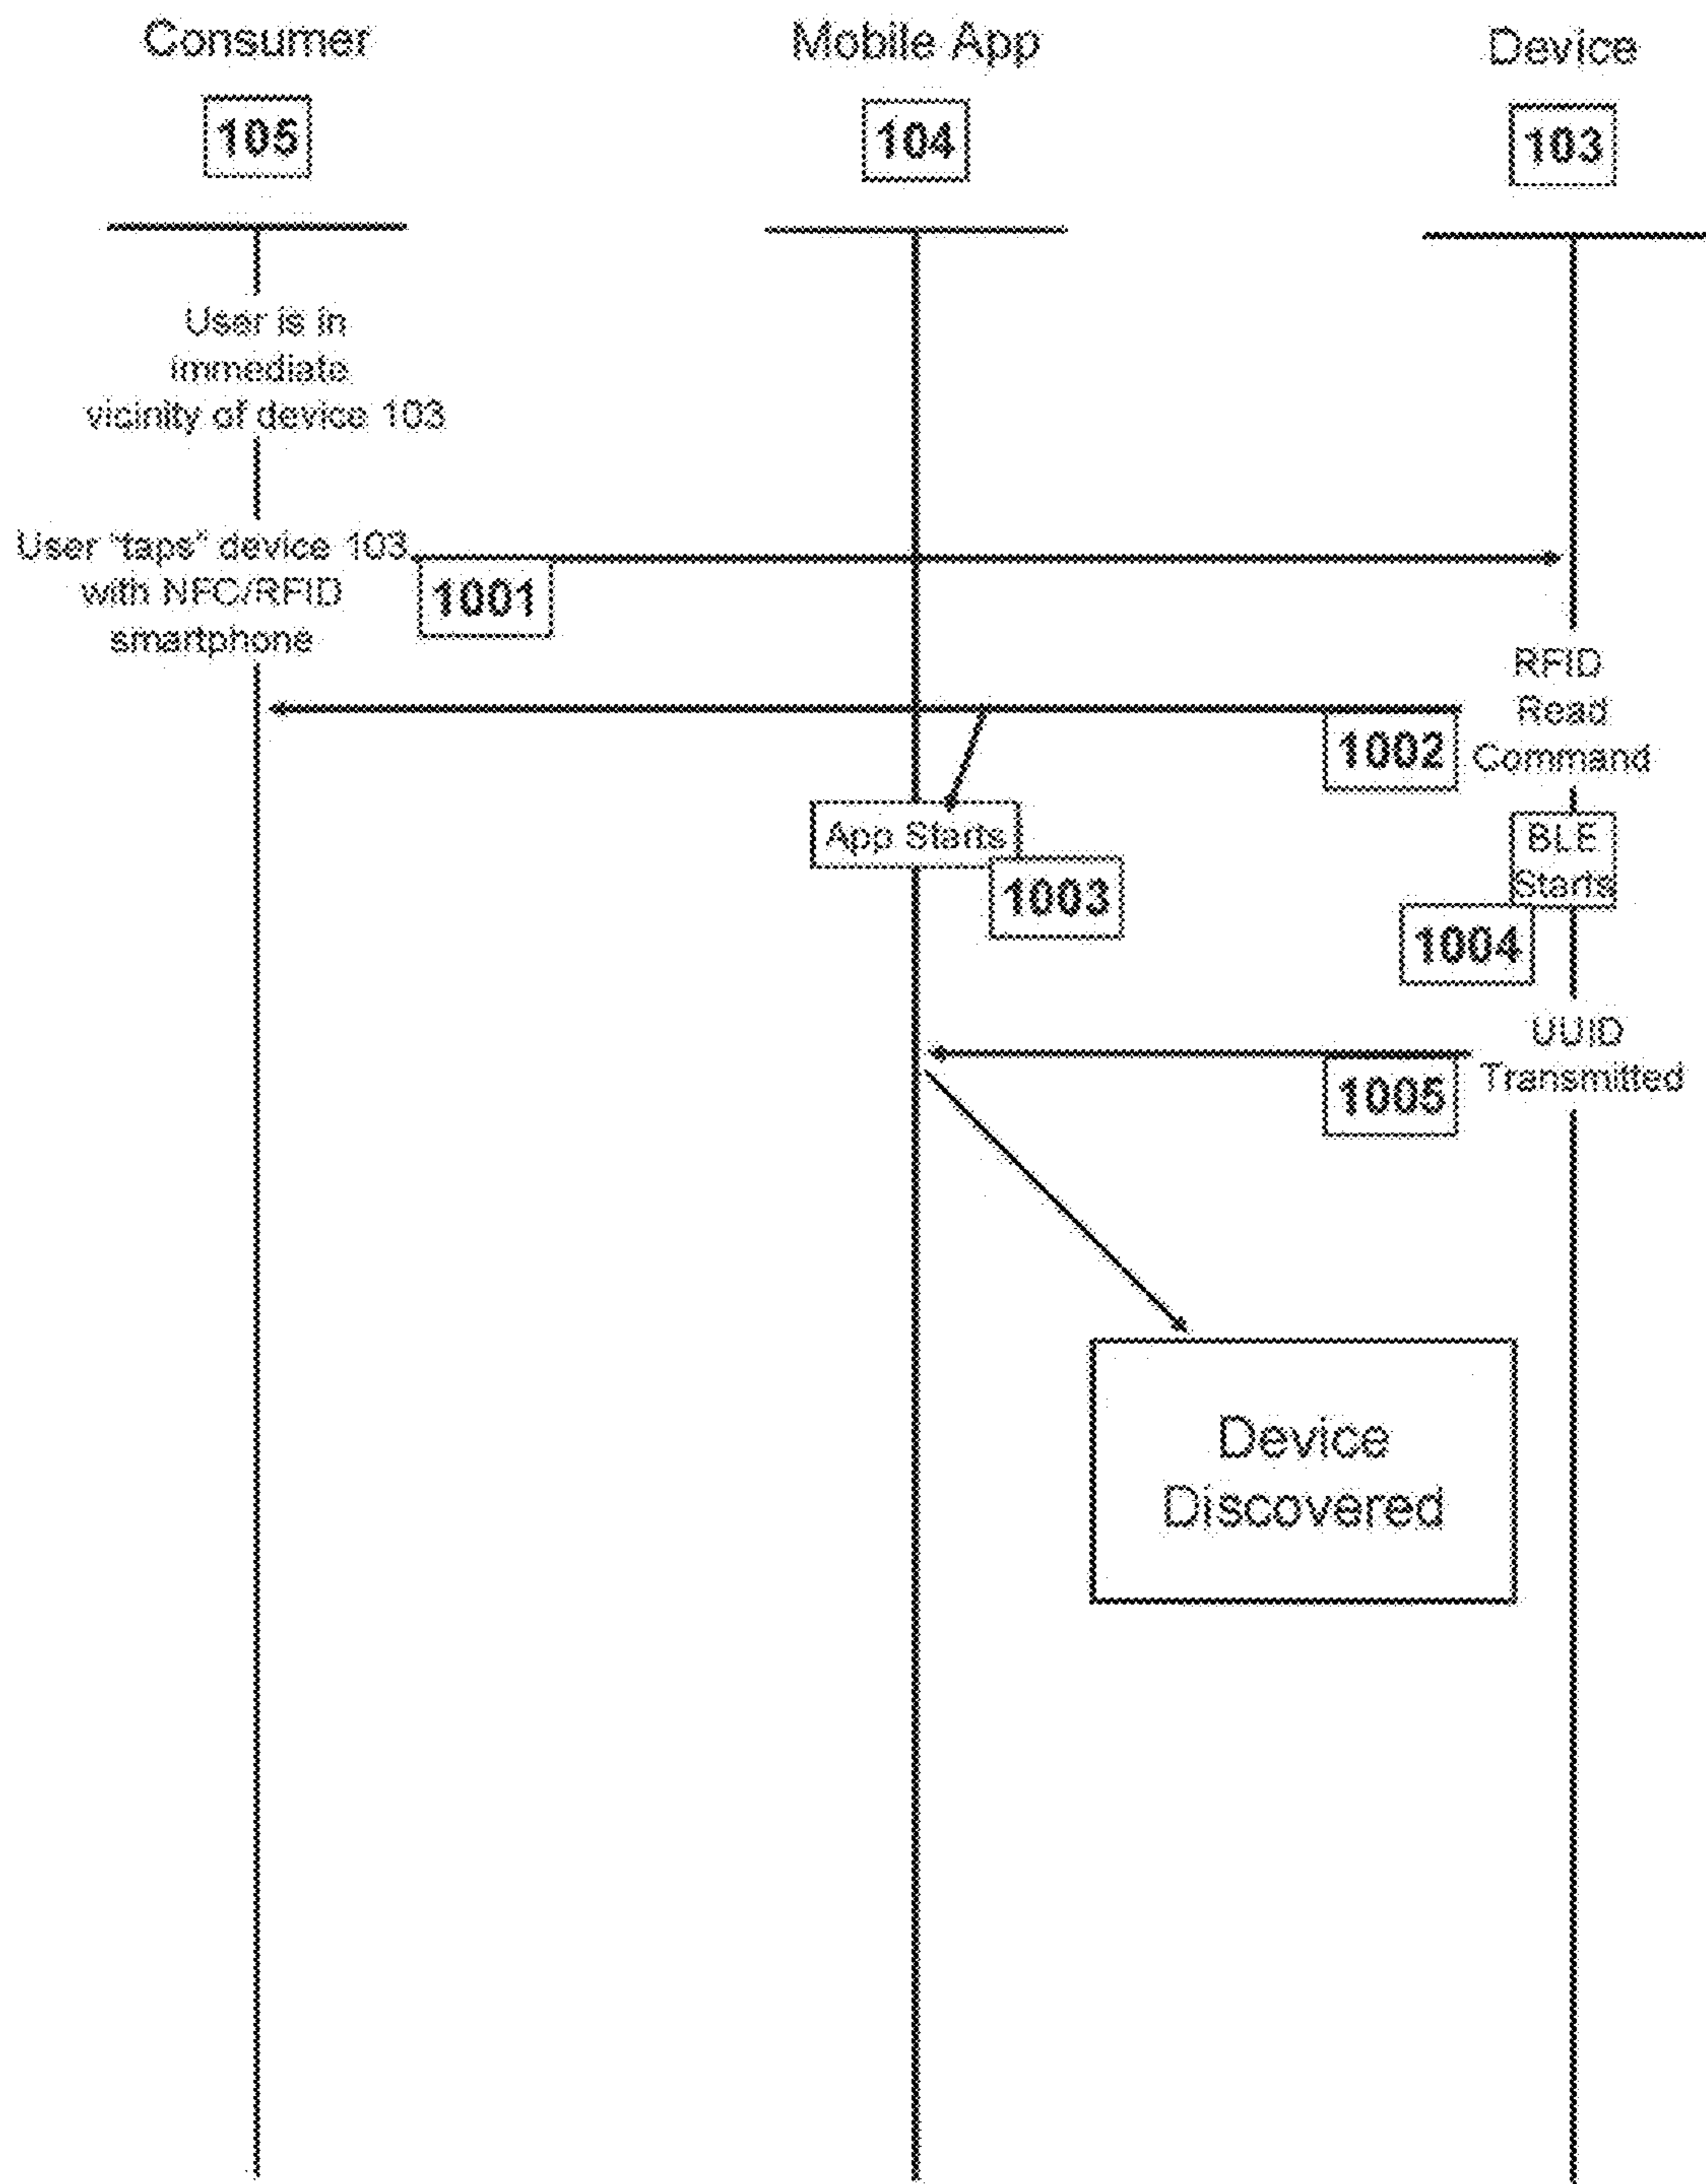 Consumer
Mobile App
Device
105
104
103
User is in
immediate
vicinity of device 103
User "taps" device 103
with NFC/RFID
smartphone
1001
RFID
Read
Command
1002
App Starts
1003
BLE
Starts
1004
UUID
Transmitted
1005
Device
Discovered